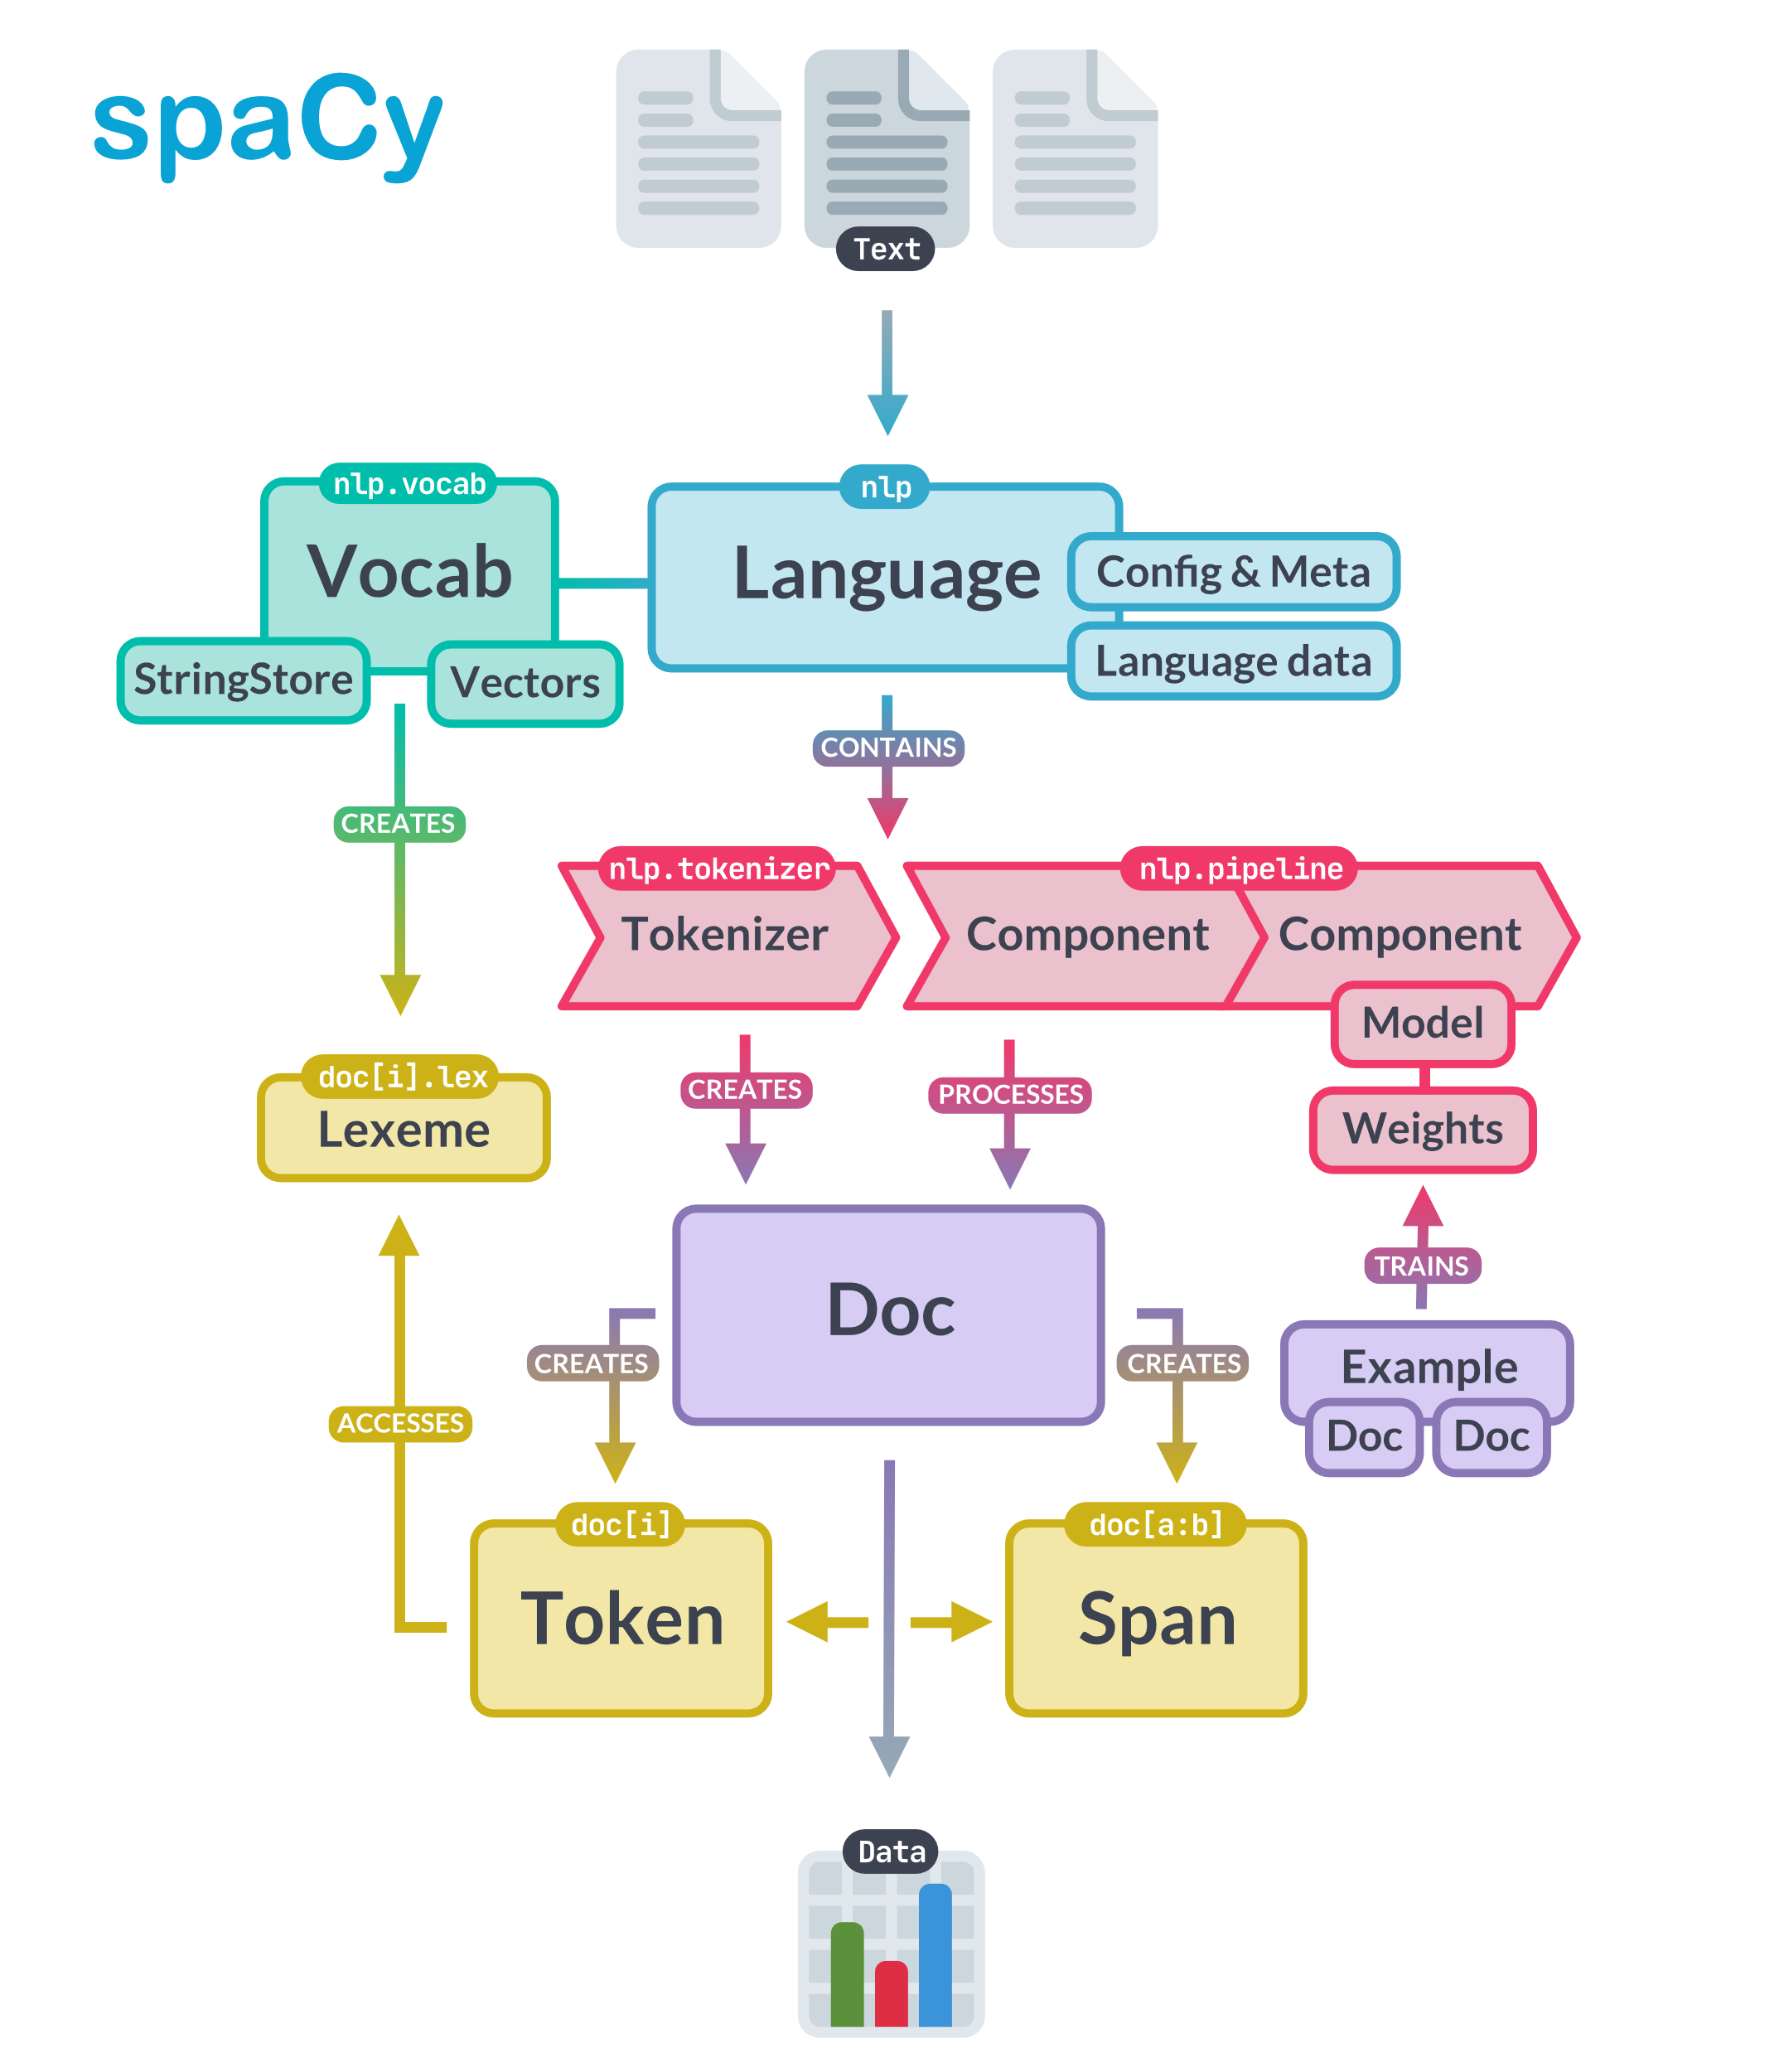 spaCy
Text
nlp.vocab
Vocab
StringStore
Vectors
nlp
Language
Config & Meta
Language data
CONTAINS
CREATES
nlp.tokenizer
Tokenizer
nlp.pipeline
Component
Component
Model
Weights
doc[i].lex
Lexeme
CREATES
PROCESSES
Doc
TRAINS
Example
Doc
Doc
CREATES
CREATES
ACCESSES
doc[i]
Token
doc[a:b]
Span
Data